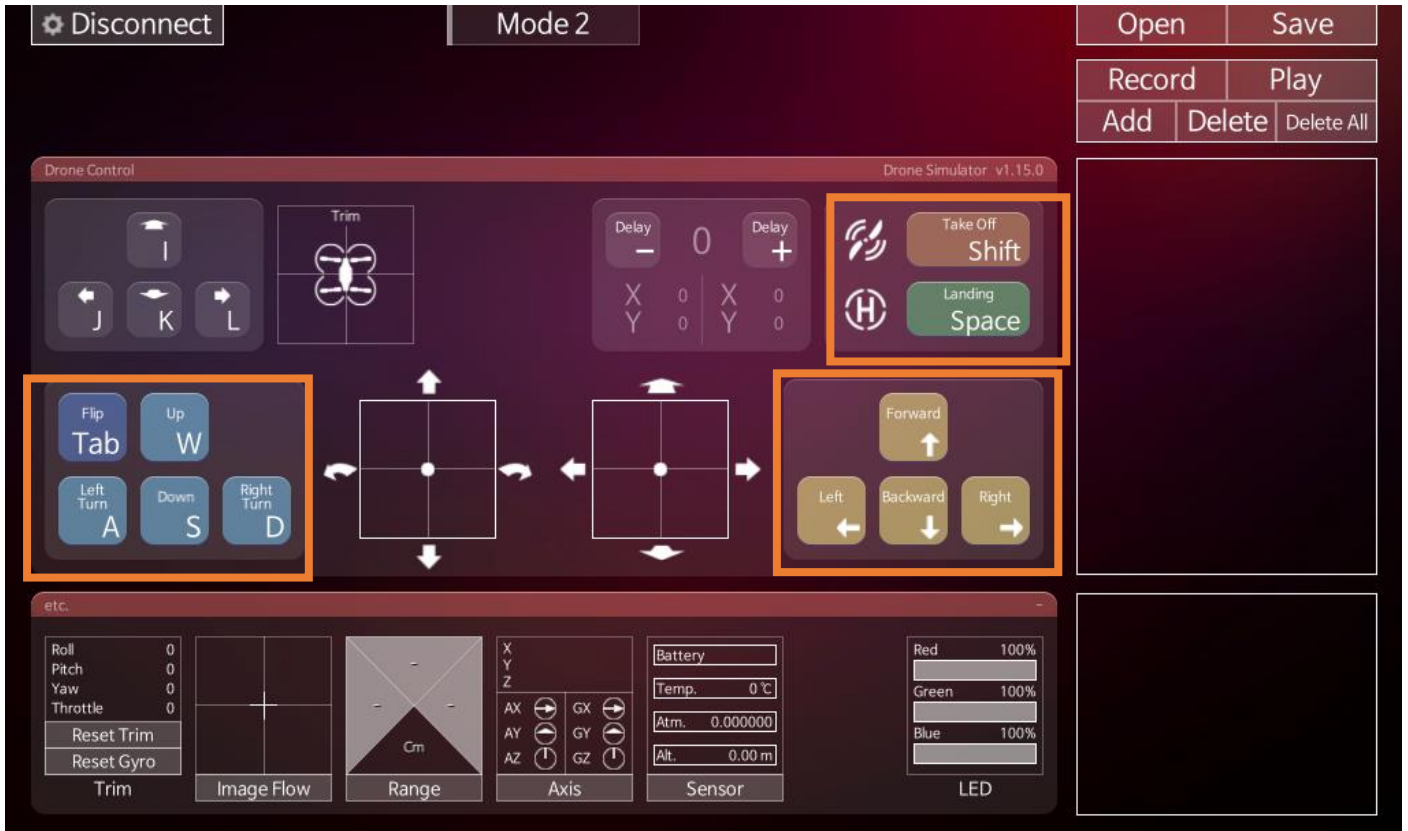 Disconnect
Mode 2
Open Save
Record Play
Add Delete Delete All
Drone Control
Drone Simulator v1.15.0
I
J K L
Trim
Delay
−
0
Delay
+
X 0 X 0
Y 0 Y 0
Take Off
Shift
H
Landing
Space
Flip
Tab
Up
W
Left
Turn
A
Down
S
Right
Turn
D
Forward
Left
Backward
Right
etc.
-
Roll 0
Pitch 0
Yaw 0
Throttle 0
Reset Trim
Reset Gyro
Trim
Image Flow
-
- -
Cm
Range
X
Y
Z
AX GX
AY GY
AZ GZ
Axis
Battery
Temp. 0℃
Atm. 0.000000
Alt. 0.00 m
Sensor
Red 100%
Green 100%
Blue 100%
LED